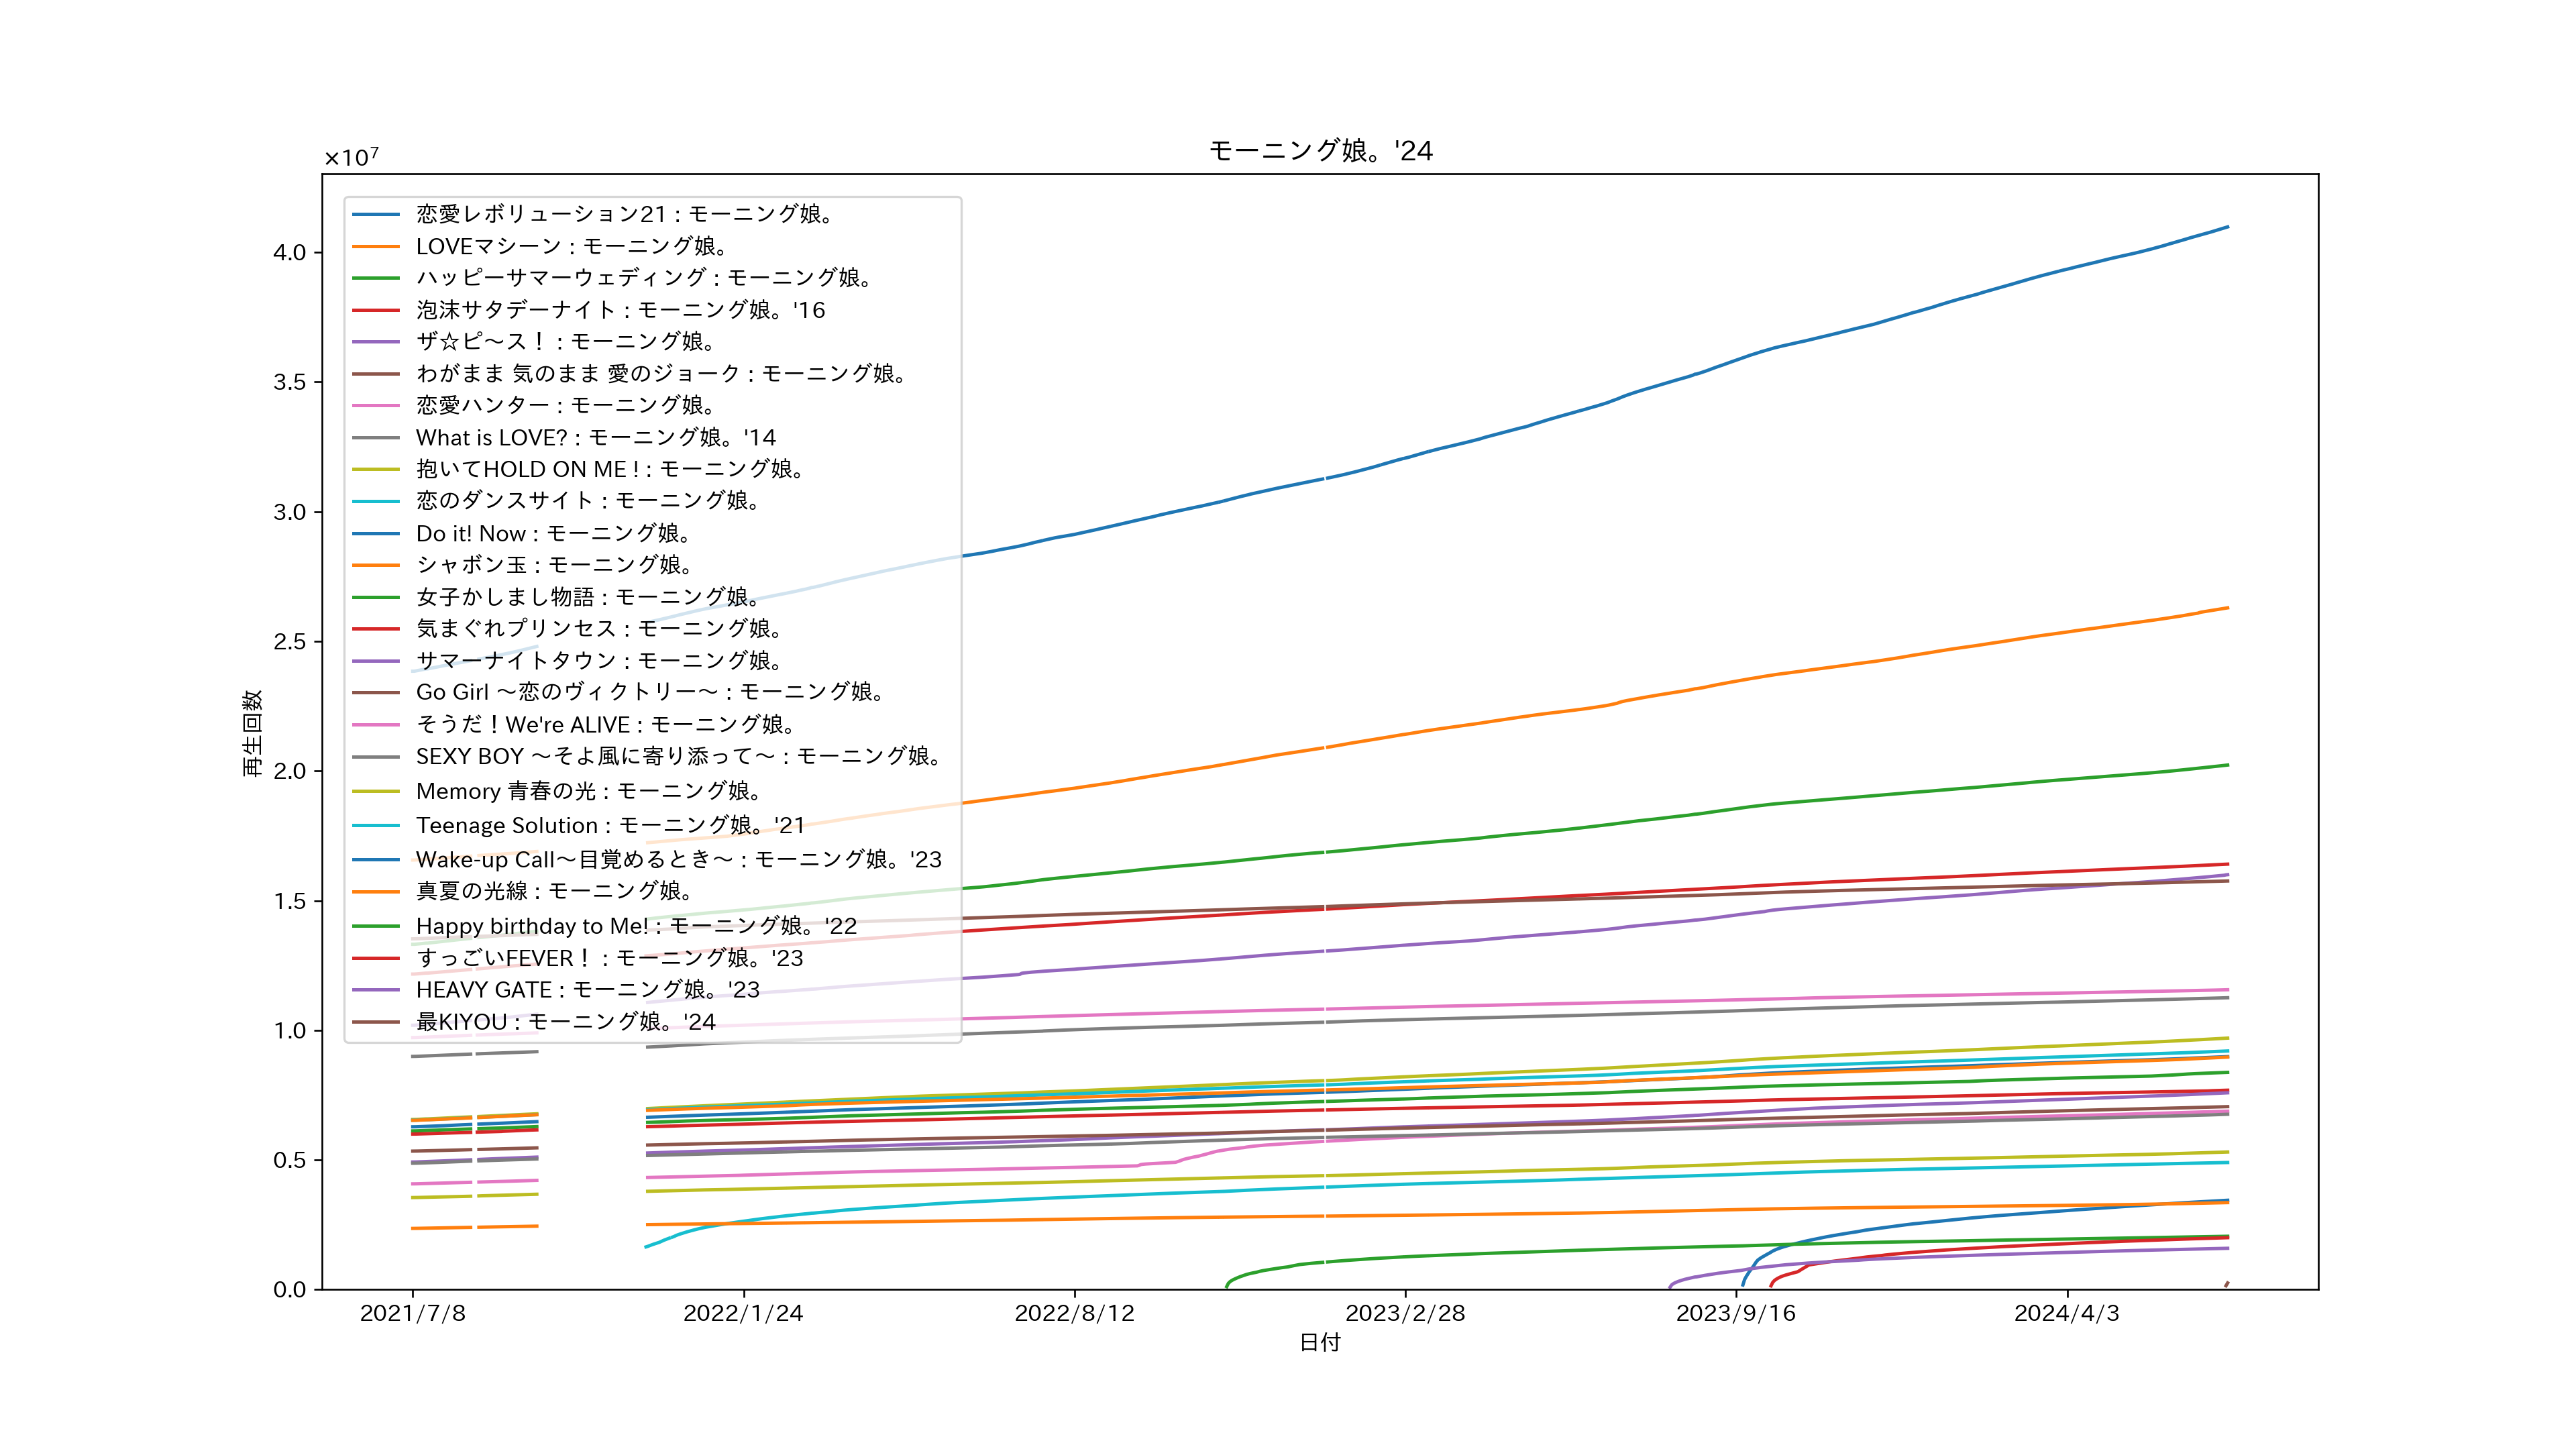 モーニング娘。'24
×10⁷
恋愛レボリューション21 : モーニング娘。
LOVEマシーン : モーニング娘。
ハッピーサマーウェディング : モーニング娘。
泡沫サタデーナイト : モーニング娘。'16
ザ☆ピ～ス！ : モーニング娘。
わがまま 気のまま 愛のジョーク : モーニング娘。
恋愛ハンター : モーニング娘。
What is LOVE? : モーニング娘。'14
抱いてHOLD ON ME ! : モーニング娘。
恋のダンスサイト : モーニング娘。
Do it! Now : モーニング娘。
シャボン玉 : モーニング娘。
女子かしまし物語 : モーニング娘。
気まぐれプリンセス : モーニング娘。
サマーナイトタウン : モーニング娘。
Go Girl ～恋のヴィクトリー～ : モーニング娘。
そうだ！We're ALIVE : モーニング娘。
SEXY BOY ～そよ風に寄り添って～ : モーニング娘。
Memory 青春の光 : モーニング娘。
Teenage Solution : モーニング娘。'21
Wake-up Call～目覚めるとき～ : モーニング娘。'23
真夏の光線 : モーニング娘。
Happy birthday to Me! : モーニング娘。'22
すっごいFEVER！ : モーニング娘。'23
HEAVY GATE : モーニング娘。'23
最KIYOU : モーニング娘。'24
4.0
3.5
3.0
2.5
2.0
1.5
1.0
0.5
0.0
再生回数
2021/7/8 2022/1/24 2022/8/12 2023/2/28 2023/9/16 2024/4/3
日付